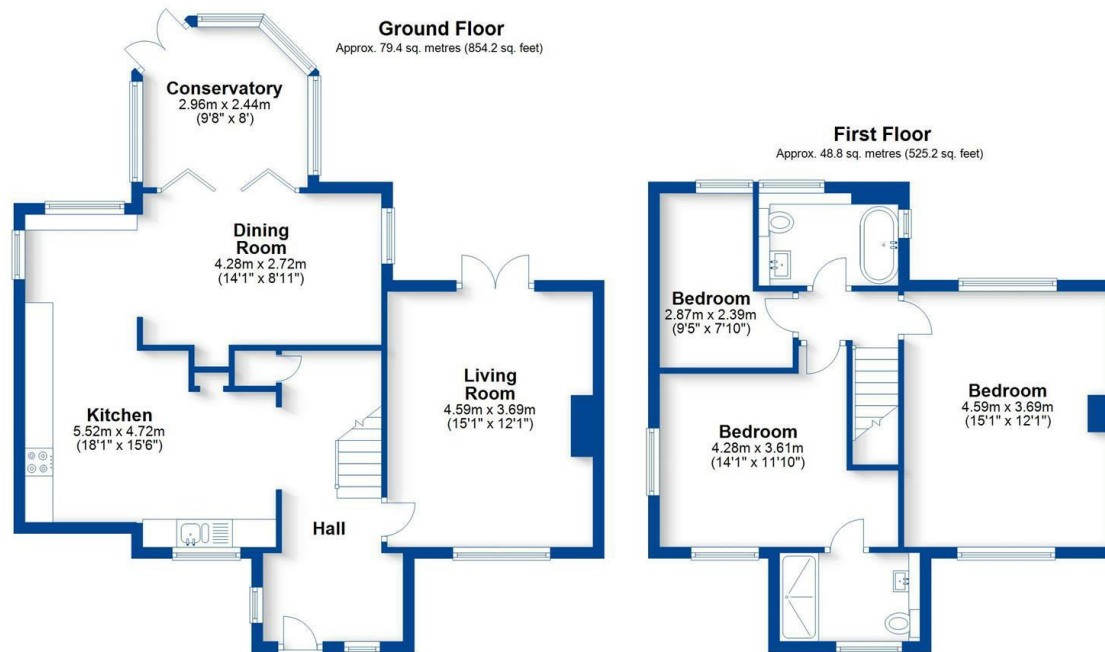 Ground Floor
Approx. 79.4 sq. metres (854.2 sq. feet)
Conservatory
2.96m x 2.44m
(9'8" x 8')
Dining
Room
4.28m x 2.72m
(14'1" x 8'11")
Living
Room
4.59m x 3.69m
(15'1" x 12'1")
Kitchen
5.52m x 4.72m
(18'1" x 15'6")
Hall
First Floor
Approx. 48.8 sq. metres (525.2 sq. feet)
Bedroom
2.87m x 2.39m
(9'5" x 7'10")
Bedroom
4.59m x 3.69m
(15'1" x 12'1")
Bedroom
4.28m x 3.61m
(14'1" x 11'10")